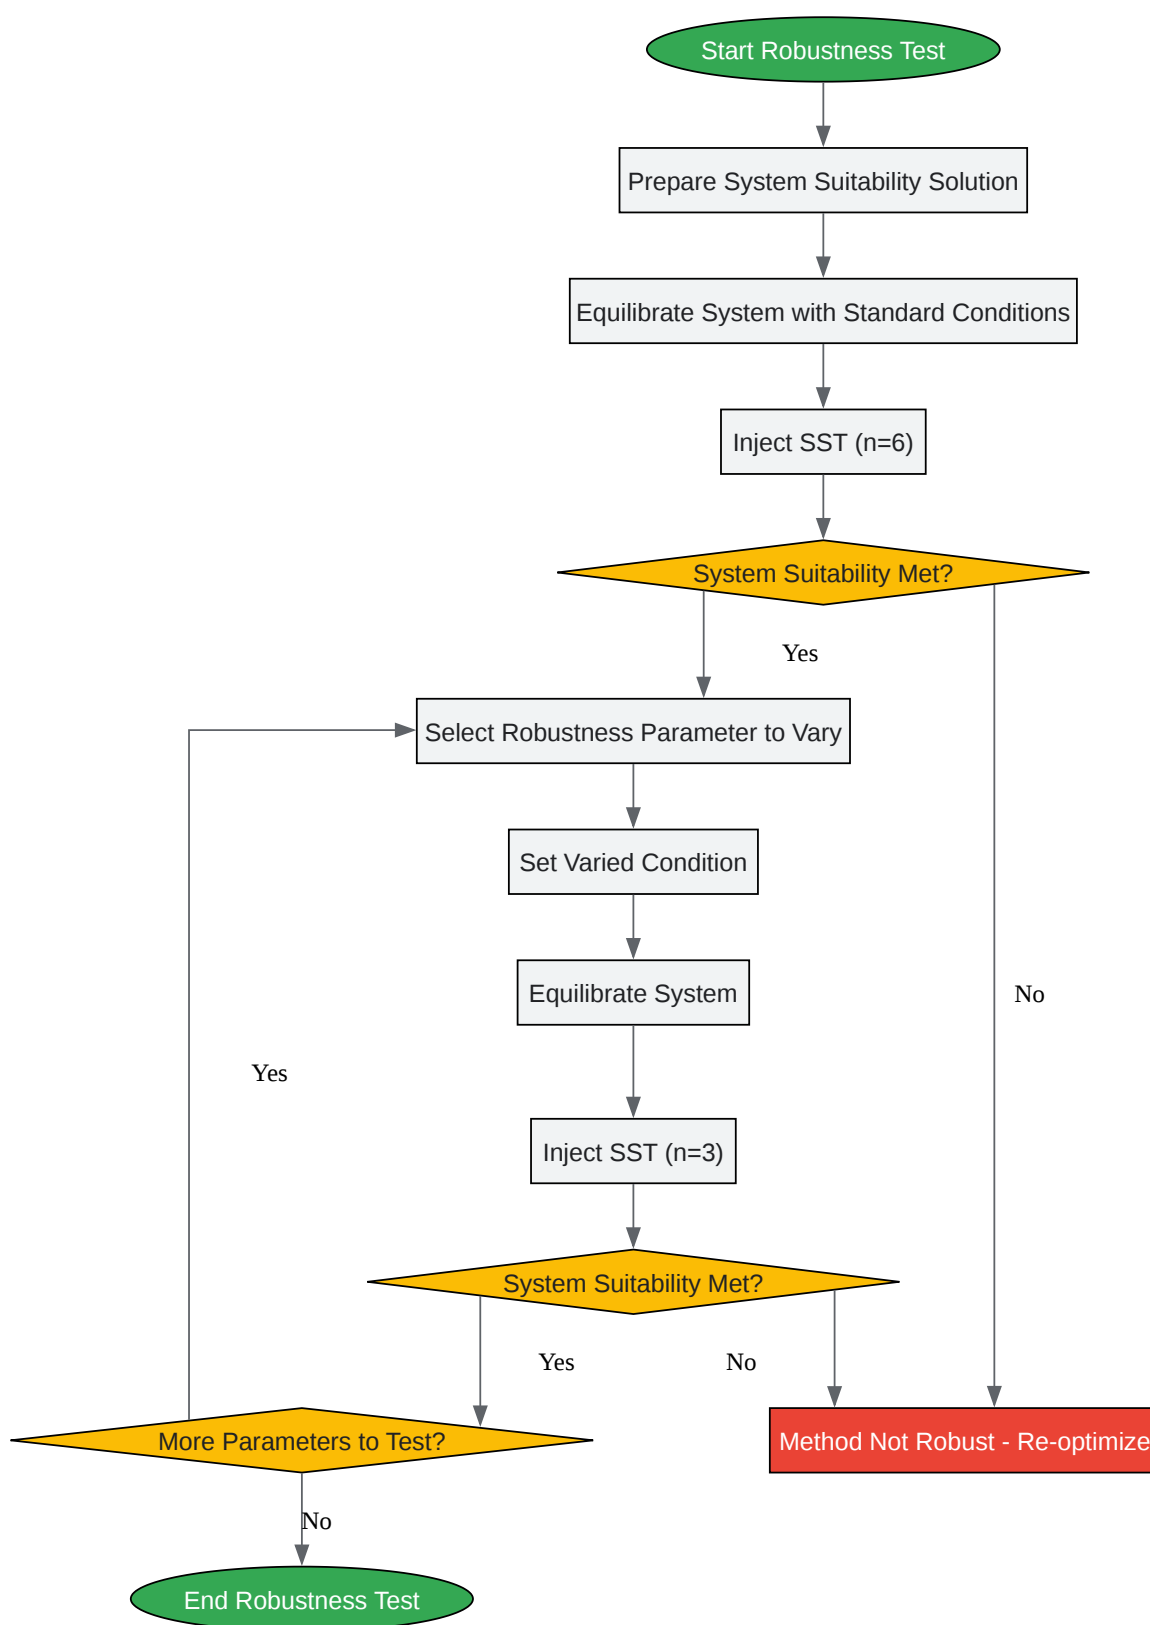 Start Robustness Test
Prepare System Suitability Solution
Equilibrate System with Standard Conditions
Inject SST (n=6)
System Suitability Met?
Yes
Select Robustness Parameter to Vary
Set Varied Condition
Equilibrate System
No
Yes
Inject SST (n=3)
System Suitability Met?
Yes
No
More Parameters to Test?
Method Not Robust - Re-optimize
No
End Robustness Test